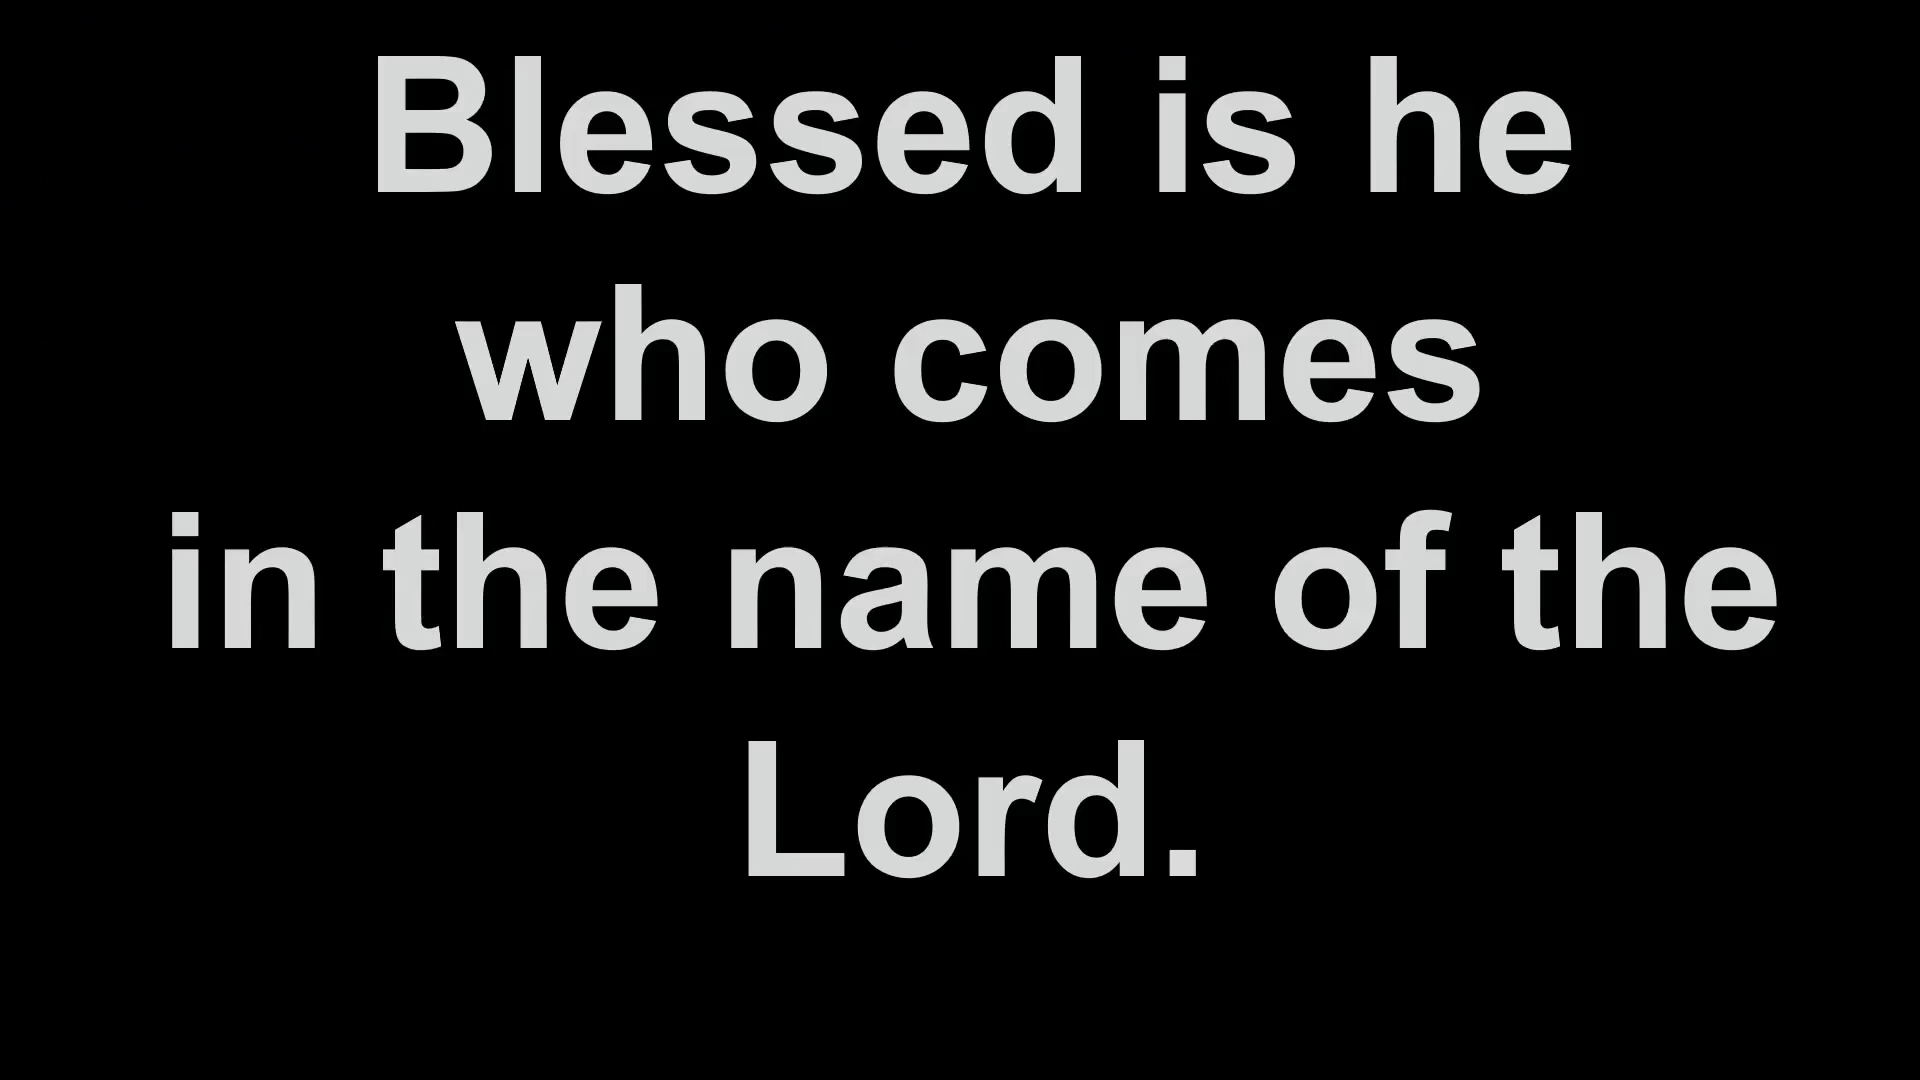 Blessed is he
who comes
in the name of the
Lord.